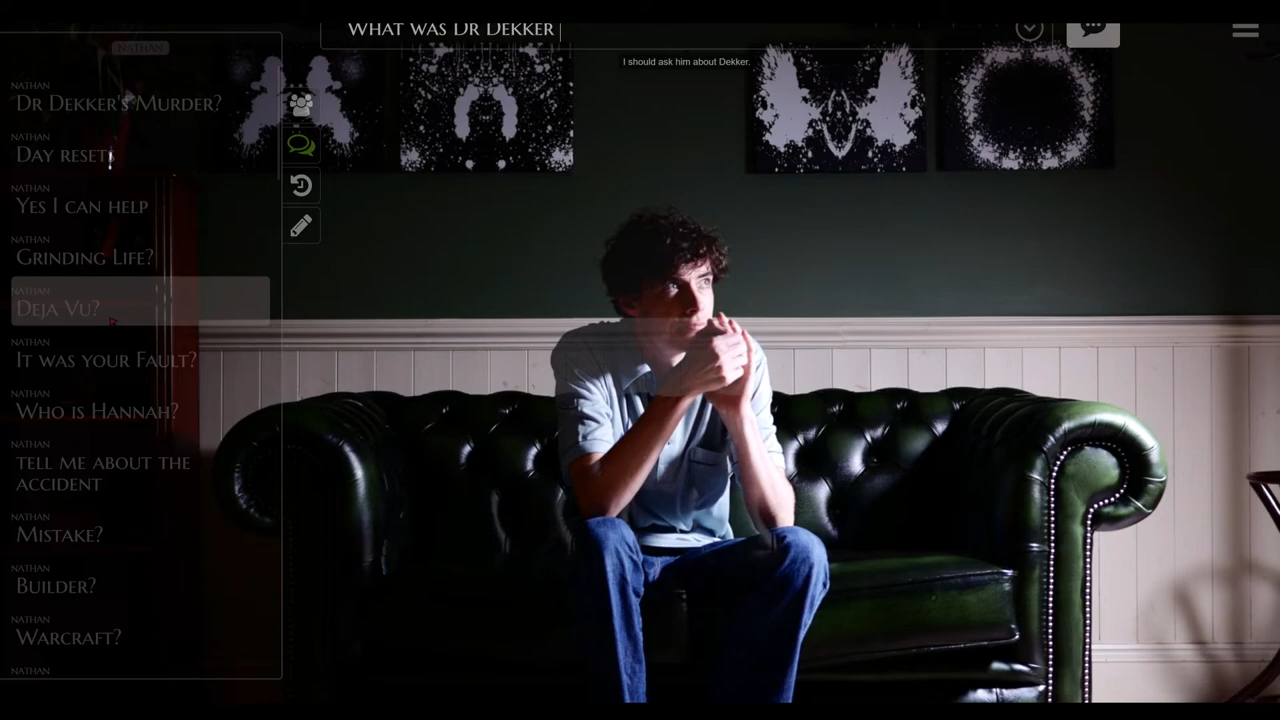 WHAT WAS DR DEKKER
I should ask him about Dekker.
NATHAN
NATHAN
DR DEKKER'S MURDER?
NATHAN
DAY RESETS
NATHAN
YES I CAN HELP
NATHAN
GRINDING LIFE?
NATHAN
DEJA VU?
NATHAN
IT WAS YOUR FAULT?
NATHAN
WHO IS HANNAH?
NATHAN
TELL ME ABOUT THE
ACCIDENT
NATHAN
MISTAKE?
NATHAN
BUILDER?
NATHAN
WARCRAFT?
NATHAN